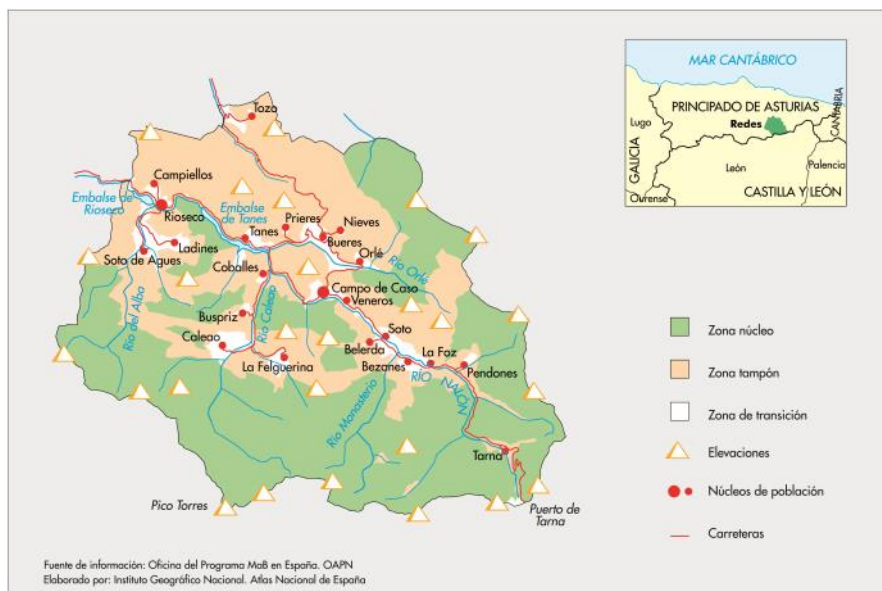 MAR CANTÁBRICO
PRINCIPADO DE ASTURIAS
CANTABRIA
Lugo
Redes
GALICIA
León
Palencia
Ourense
CASTILLA Y LEÓN
Tozo
Campiellos
Embalse de
Rioseco
Rioseco
Embalse
de Tanes
Prieres
Nieves
Tanes
Bueres
Ladines
Soto de Agues
Orlé
Río Orlé
Coballes
Campo de Caso
Veneros
Río del Alba
Río Caleao
Buspriz
Caleao
Soto
Belerda
La Foz
La Felguerina
Bezanes
RÍO NALÓN
Pendones
Río Monasterio
Tarna
Pico Torres
Puerto de
Tarna
Zona núcleo
Zona tampón
Zona de transición
Elevaciones
Núcleos de población
Carreteras
Fuente de información: Oficina del Programa MaB en España. OAPN
Elaborado por: Instituto Geográfico Nacional. Atlas Nacional de España